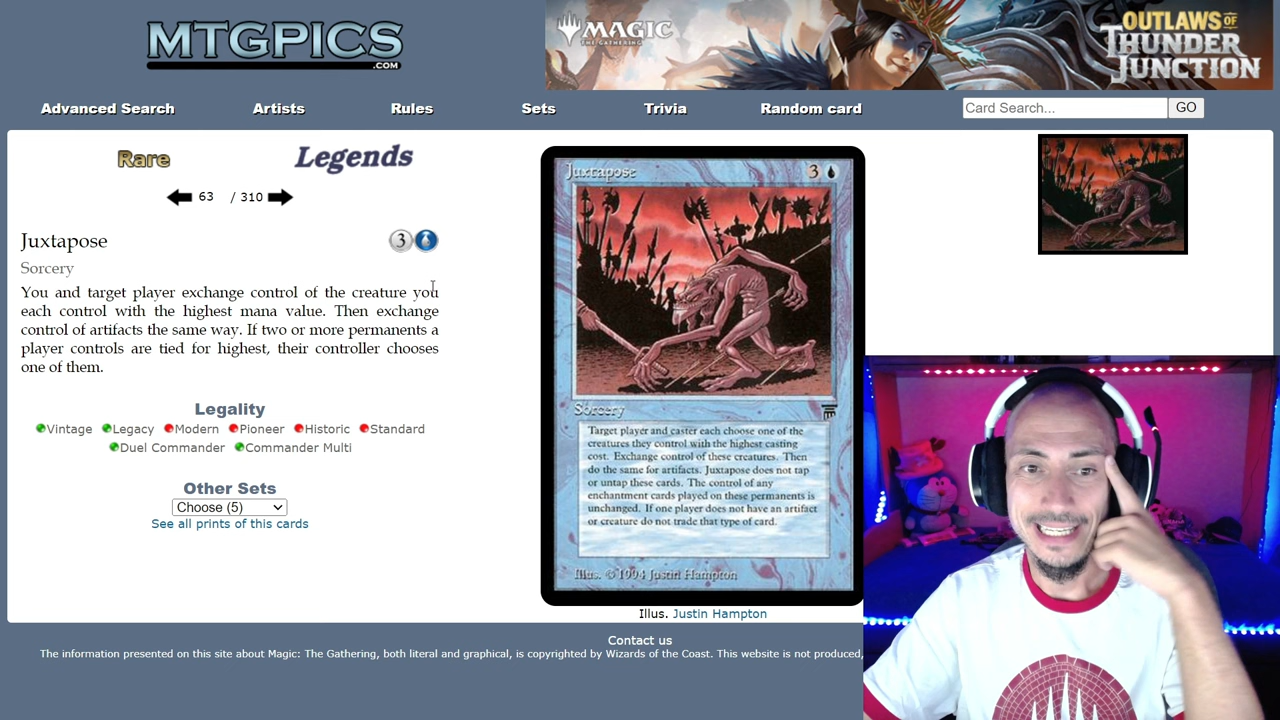 MTGPICS
.COM
MAGIC
THE GATHERING
OUTLAWS OF
THUNDER
JUNCTION
Advanced Search Artists Rules Sets Trivia Random card Card Search... GO
Rare Legends
63 / 310
Juxtapose 3
Sorcery
You and target player exchange control of the creature you
each control with the highest mana value. Then exchange
control of artifacts the same way. If two or more permanents a
player controls are tied for highest, their controller chooses
one of them.
Legality
Vintage Legacy Modern Pioneer Historic Standard
Duel Commander Commander Multi
Other Sets
Choose (5)
See all prints of this cards
Juxtapose 3
Sorcery
Target player and caster each choose one of the
creatures they control with the highest casting
cost. Exchange control of these creatures. Then
do the same for artifacts. Juxtapose does not tap
or untap these cards. The control of any
enchantment cards played on these permanents is
unchanged. If one player does not have an artifact
or creature do not trade that type of card.
Illus. © 1994 Justin Hampton
Illus. Justin Hampton
Contact us
The information presented on this site about Magic: The Gathering, both literal and graphical, is copyrighted by Wizards of the Coast. This website is not produced,